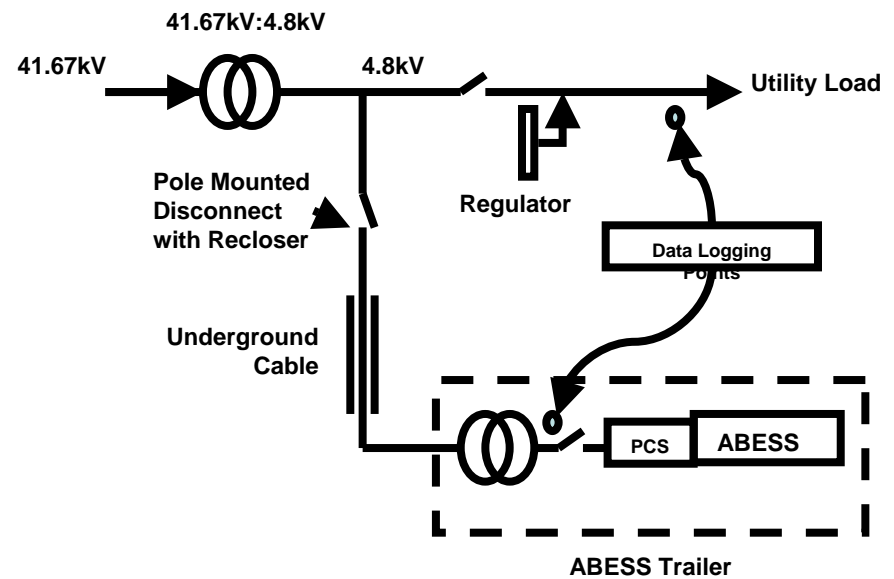 41.67kV:4.8kV
41.67kV
4.8kV
Utility Load
Pole Mounted
Disconnect
with Recloser
Regulator
Data Logging
Points
Underground
Cable
PCS
ABESS
ABESS Trailer